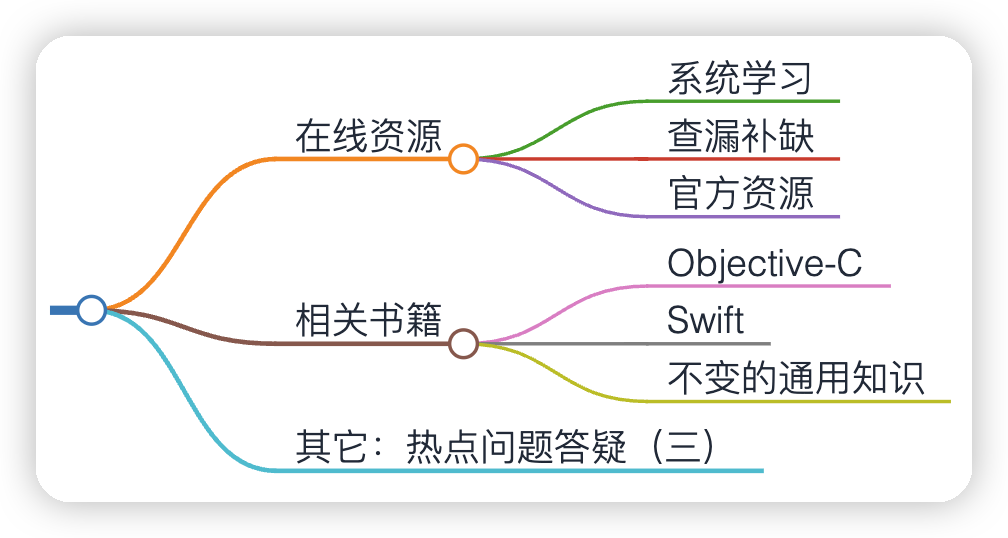 在线资源
系统学习
查漏补缺
官方资源
相关书籍
Objective-C
Swift
不变的通用知识
其它：热点问题答疑（三）